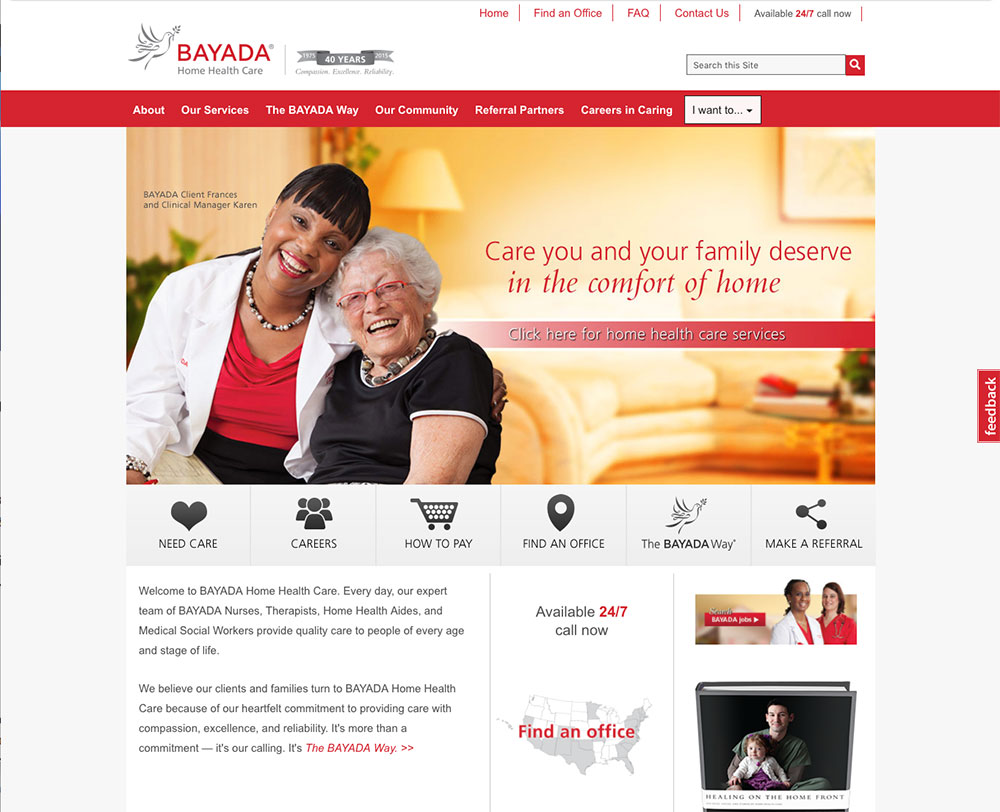 Home
Find an Office
FAQ
Contact Us
Available 24/7 call now
BAYADA®
Home Health Care
1975 40 YEARS 2015
Compassion. Excellence. Reliability.
Search this Site
About
Our Services
The BAYADA Way
Our Community
Referral Partners
Careers in Caring
I want to...
BAYADA Client Frances
and Clinical Manager Karen
Care you and your family deserve
in the comfort of home
Click here for home health care services
feedback
NEED CARE
CAREERS
HOW TO PAY
FIND AN OFFICE
The BAYADA Way®
MAKE A REFERRAL
Welcome to BAYADA Home Health Care. Every day, our expert
team of BAYADA Nurses, Therapists, Home Health Aides, and
Medical Social Workers provide quality care to people of every age
and stage of life.
We believe our clients and families turn to BAYADA Home Health
Care because of our heartfelt commitment to providing care with
compassion, excellence, and reliability. It's more than a
commitment — it's our calling. It's The BAYADA Way. >>
Available 24/7
call now
Find an office
Search
BAYADA jobs
HEALING ON THE HOME FRONT